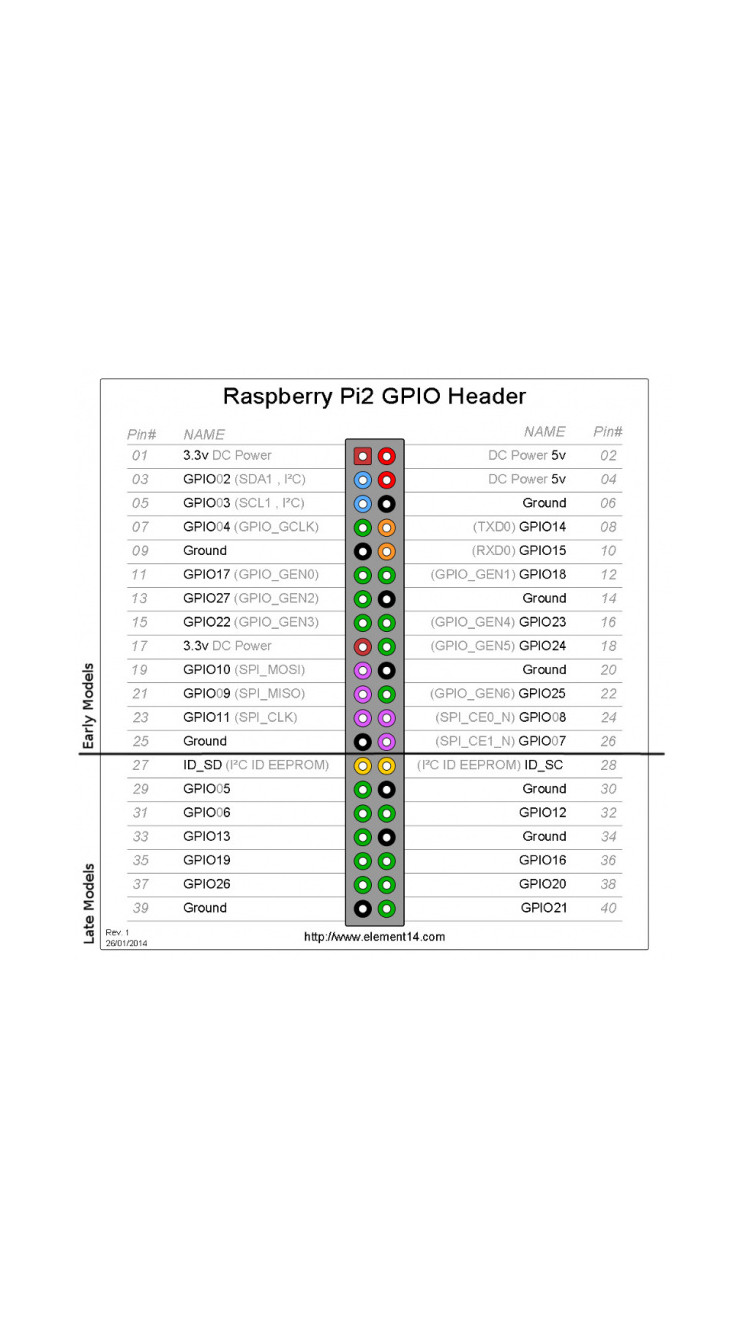 Raspberry Pi2 GPIO Header
Pin# NAME NAME Pin#
01 3.3v DC Power DC Power 5v 02
03 GPIO02 (SDA1 , I²C) DC Power 5v 04
05 GPIO03 (SCL1 , I²C) Ground 06
07 GPIO04 (GPIO_GCLK) (TXD0) GPIO14 08
09 Ground (RXD0) GPIO15 10
11 GPIO17 (GPIO_GEN0) (GPIO_GEN1) GPIO18 12
13 GPIO27 (GPIO_GEN2) Ground 14
15 GPIO22 (GPIO_GEN3) (GPIO_GEN4) GPIO23 16
17 3.3v DC Power (GPIO_GEN5) GPIO24 18
19 GPIO10 (SPI_MOSI) Ground 20
21 GPIO09 (SPI_MISO) (GPIO_GEN6) GPIO25 22
23 GPIO11 (SPI_CLK) (SPI_CE0_N) GPIO08 24
25 Ground (SPI_CE1_N) GPIO07 26
Early Models
27 ID_SD (I²C ID EEPROM) (I²C ID EEPROM) ID_SC 28
29 GPIO05 Ground 30
31 GPIO06 GPIO12 32
33 GPIO13 Ground 34
35 GPIO19 GPIO16 36
37 GPIO26 GPIO20 38
39 Ground GPIO21 40
Late Models
Rev. 1
26/01/2014
http://www.element14.com